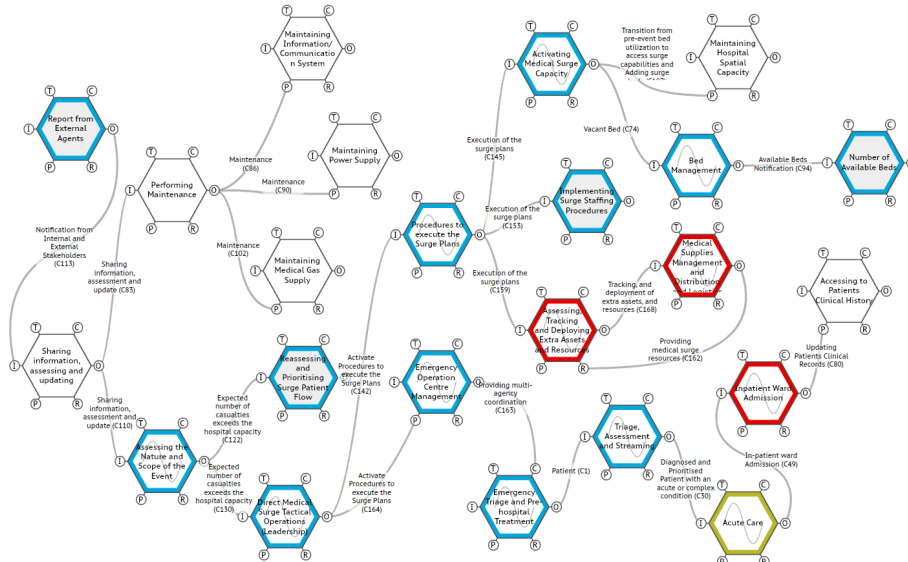 Maintaining
Information/
Communicatio
n System
Activating
Medical Surge
Capacity
Transition from
pre-event bed
utilization to
access surge
capabilities and
Adding surge
Maintaining
Hospital
Spatial
Capacity
Report from
External
Agents
Maintenance
(C86)
Maintaining
Power Supply
Execution of the
surge plans
(C145)
Vacant Bed (C74)
Bed
Management
Available Beds
Notification (C94)
Number of
Available Beds
Performing
Maintenance
Maintenance
(C90)
Implementing
Surge Staffing
Procedures
Execution of the
surge plans
(C153)
Procedures to
execute the
Surge Plans
Notification from
Internal and
External
Stakeholders
(C113)
Sharing
information,
assessment and
update (C83)
Maintenance
(C102)
Maintaining
Medical Gas
Supply
Execution of the
surge plans
(C159)
Medical
Supplies
Management
and
Distribution
Tracking, and
deployment of
extra assets, and
resources (C168)
Accessing to
Patients
Clinical History
Assessing,
Tracking
and Deploying
Extra Assets
and Resources
Providing
medical surge
resources (C162)
Updating
Patients Clinical
Records
(C80)
Sharing
information,
assessing and
updating
Reassessing
and
Prioritising
Surge Patient
Flow
Activate
Procedures to
execute the
Surge Plans
(C142)
Emergency
Operation
Centre
Management
Providing multi-
agency
coordination
(C163)
Inpatient Ward
Admission
Sharing
information,
assessment and
update (C110)
Expected
number of
casualties
exceeds the
hospital capacity
(C122)
Assessing the
Nature and
Scope of the
Event
Triage,
Assessment
and Streaming
In-patient ward
Admission (C49)
Expected
number of
casualties
exceeds the
hospital capacity
(C130)
Activate
Procedures to
execute the
Surge Plans
(C164)
Patient (C1)
Diagnosed and
Prioritised
Patient with an
acute or complex
condition (C30)
Direct Medical
Surge Tactical
Operations
(Leadership)
Emergency
Triage and Pre-
hospital
Treatment
Acute Care